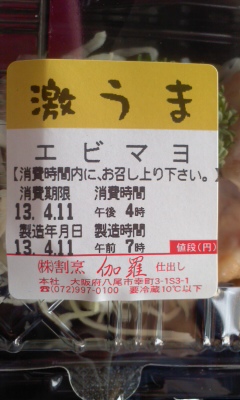 激うま
エビマヨ
【消費時間内に、お召し上り下さい。】
消費期限 消費時間
13. 4.11 午後 4時
製造年月日 製造時間
13. 4.11 午前 7時 値段(円)
㈱割烹 伽羅 仕出し
本社 大阪府八尾市幸町3-1S3-1
☎(072)997-0100 要冷蔵10℃以下